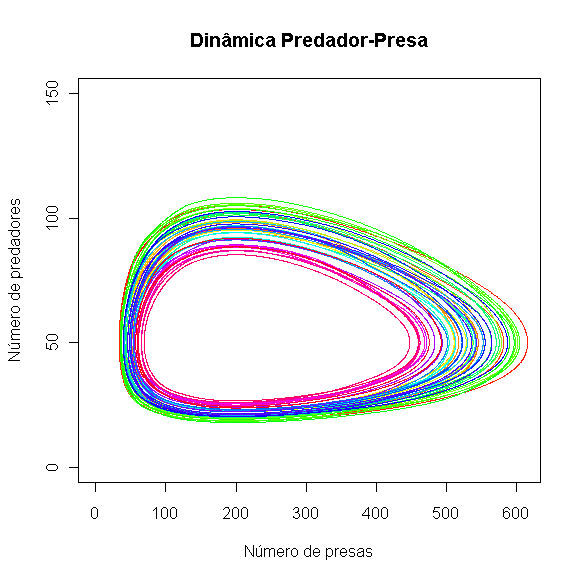 Dinâmica Predador-Presa
Número de predadores
150
100
50
0
0 100 200 300 400 500 600
Número de presas